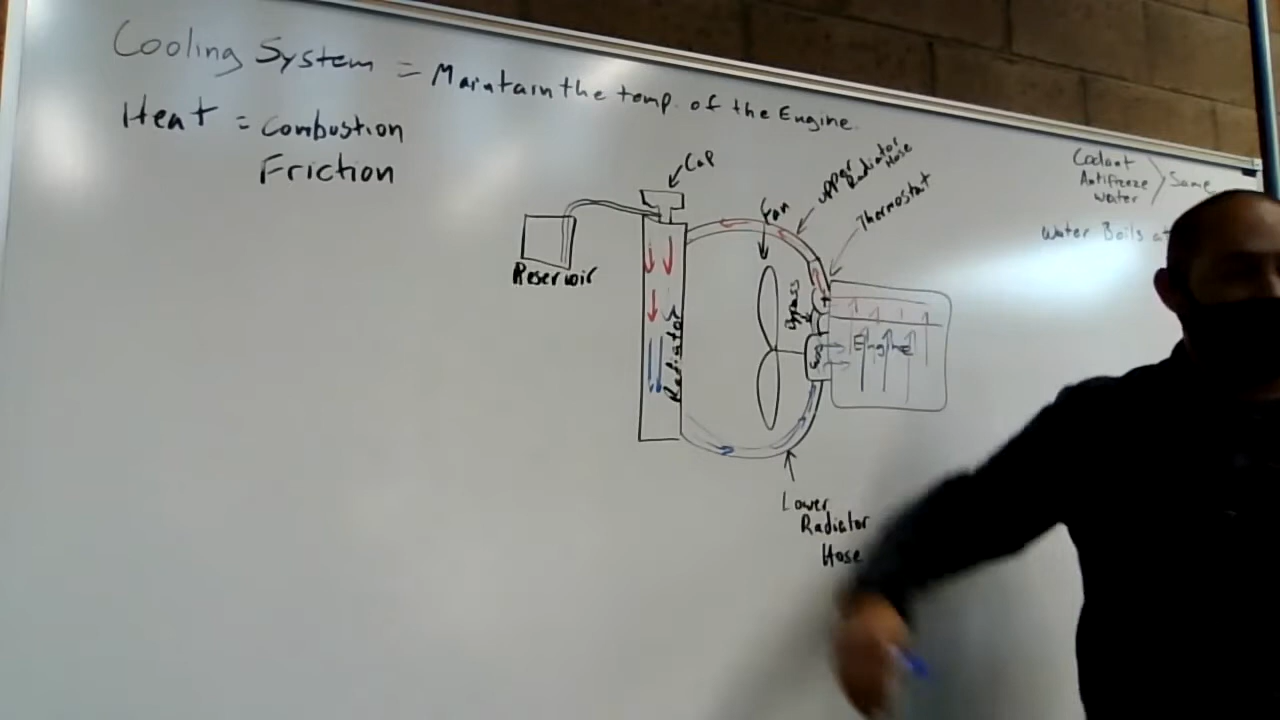 Cooling System = Maintain the temp. of the Engine.
Heat = Combustion
Friction
Cap
Reservoir
Radiator
Fan
upper
Radiator
Hose
Thermostat
Bypass
Engine
Lower
Radiator
Hose
Coolant
Antifreeze
water
Same
Water Boils at